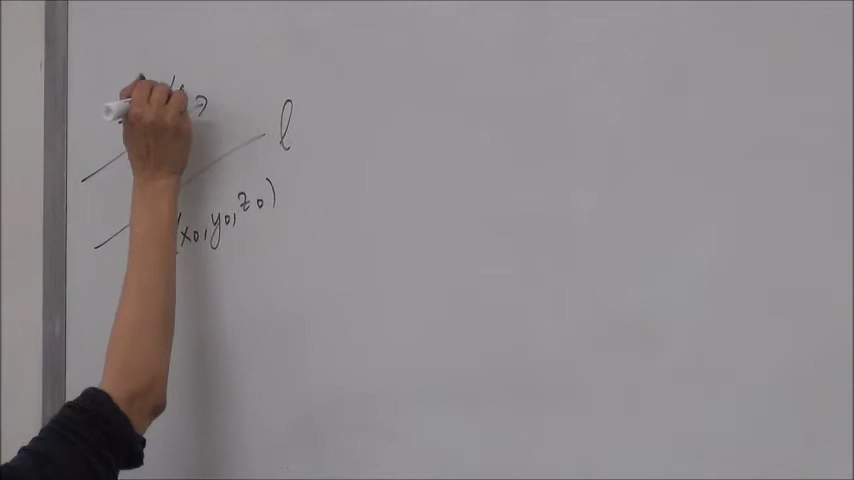 l
(x0, y0, z0)